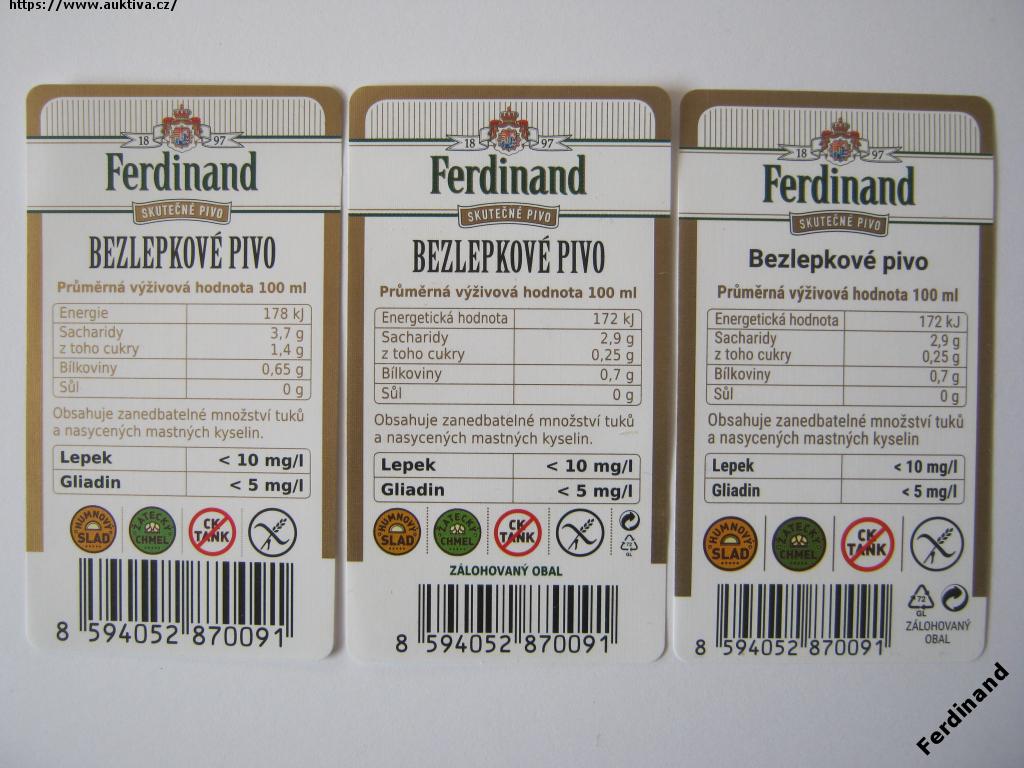 https://www.auktiva.cz/
18 97
Ferdinand
SKUTEČNÉ PIVO
BEZLEPKOVÉ PIVO
Průměrná výživová hodnota 100 ml
Energie 178 kJ
Sacharidy 3,7 g
z toho cukry 1,4 g
Bílkoviny 0,65 g
Sůl 0 g
Obsahuje zanedbatelné množství tuků
a nasycených mastných kyselin.
Lepek < 10 mg/l
Gliadin < 5 mg/l
HUMNOVÝ
SLAD
ŽATECKÝ
CHMEL
CK
TANK
8 594052 870091
18 97
Ferdinand
SKUTEČNÉ PIVO
BEZLEPKOVÉ PIVO
Průměrná výživová hodnota 100 ml
Energetická hodnota 172 kJ
Sacharidy 2,9 g
z toho cukry 0,25 g
Bílkoviny 0,7 g
Sůl 0 g
Obsahuje zanedbatelné množství tuků
a nasycených mastných kyselin.
Lepek < 10 mg/l
Gliadin < 5 mg/l
HUMNOVÝ
SLAD
ŽATECKÝ
CHMEL
CK
TANK
GL
ZÁLOHOVANÝ OBAL
8 594052 870091
18 97
Ferdinand
SKUTEČNÉ PIVO
Bezlepkové pivo
Průměrná výživová hodnota 100 ml
Energetická hodnota 172 kJ
Sacharidy 2,9 g
z toho cukry 0,25 g
Bílkoviny 0,7 g
Sůl 0 g
Obsahuje zanedbatelné množství tuků
a nasycených mastných kyselin
Lepek < 10 mg/l
Gliadin < 5 mg/l
HUMNOVÝ
SLAD
ŽATECKÝ
CHMEL
CK
TANK
72
GL
ZÁLOHOVANÝ
OBAL
8 594052 870091
Ferdinand